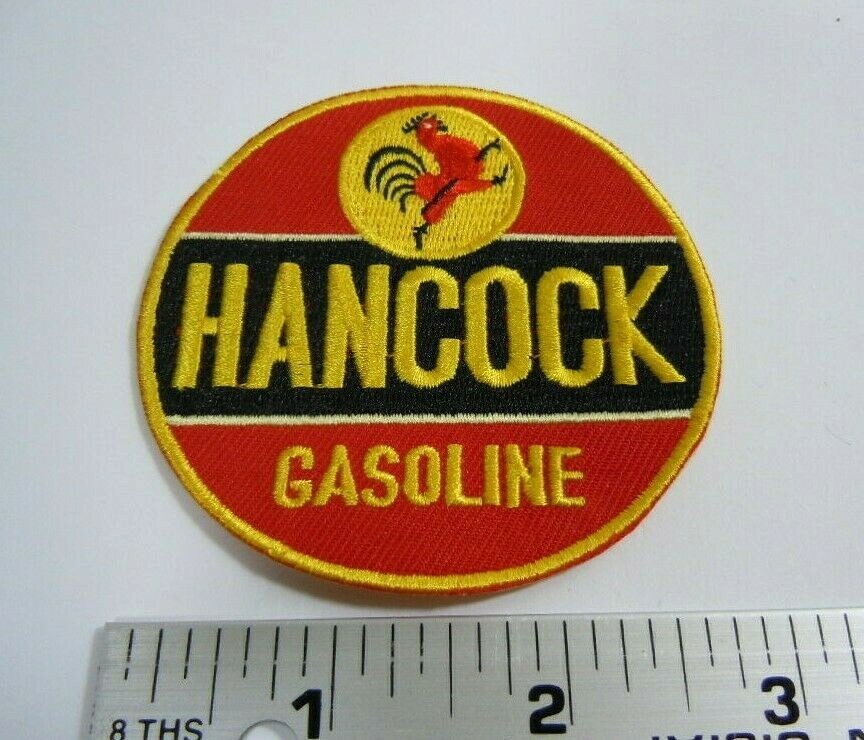 HANCOCK
GASOLINE
1 2 3
8 THS